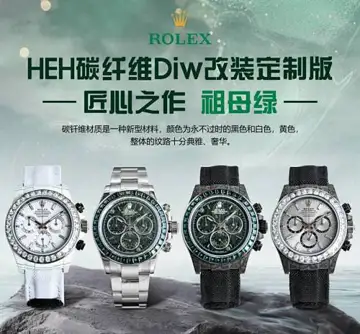 ROLEX
HEH碳纤维Diw改装定制版
匠心之作 祖母绿
碳钎维材质是一种新型材料,颜色为永不过时的黑色和白色,黄色,
整体的纹路十分典雅、奢华。